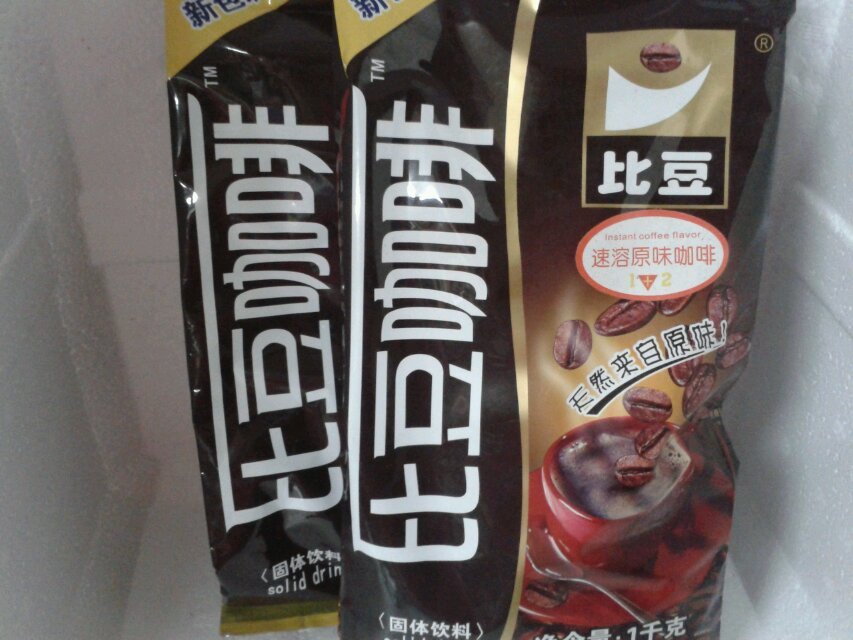 新包
TM
比豆咖啡
〈固体饮料
solid drin
新
TM
比豆咖啡
〈固体饮料〉
®
比豆
Instant coffee flavor
速溶原味咖啡
1+2
天然来自原味!
净含量:1千克